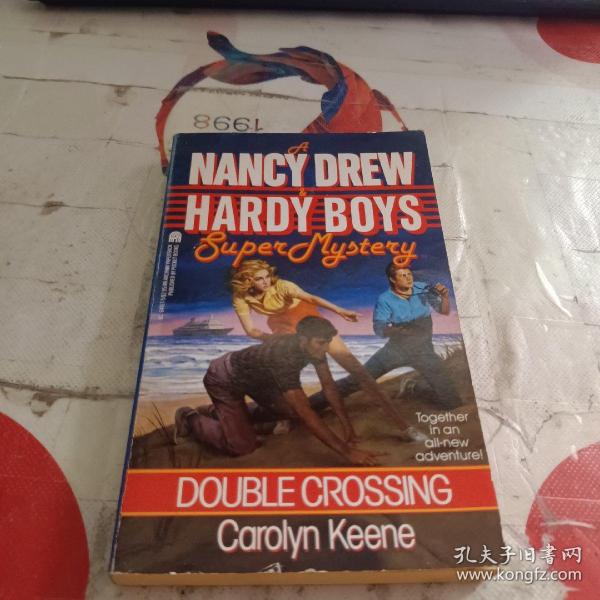 1998
A
NANCY DREW
&
HARDY BOYS
Super Mystery
Together
in an
all-new
adventure!
DOUBLE CROSSING
Carolyn Keene
孔夫子旧书网
www.kongfz.com